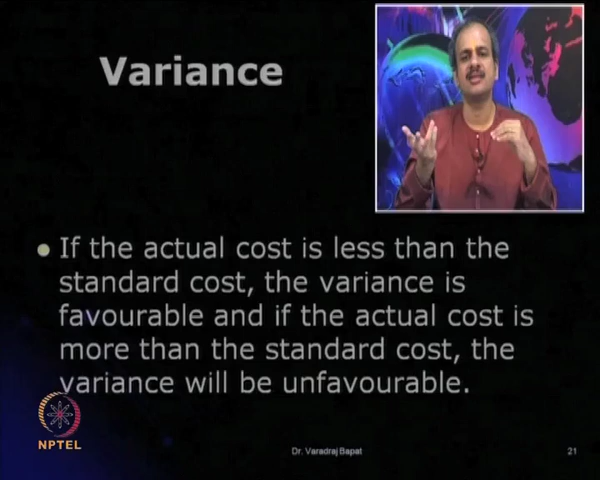 Variance
If the actual cost is less than the
standard cost, the variance is
favourable and if the actual cost is
more than the standard cost, the
variance will be unfavourable.
NPTEL
Dr. Varadraj Bapat
21